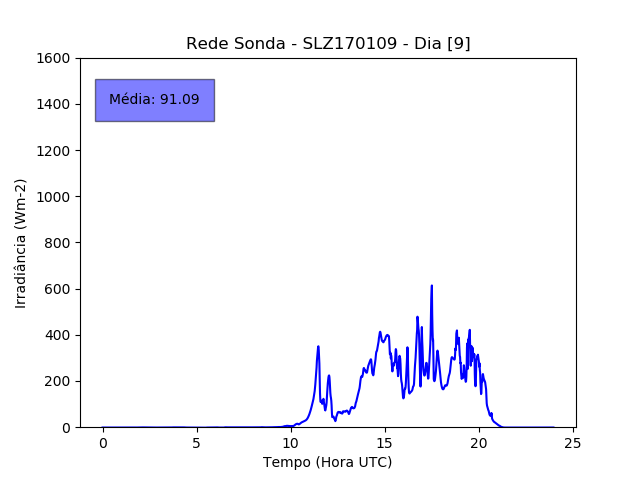 Rede Sonda - SLZ170109 - Dia [9]
1600
1400
1200
1000
800
600
400
200
0
Média: 91.09
Irradiância (Wm-2)
0 5 10 15 20 25
Tempo (Hora UTC)